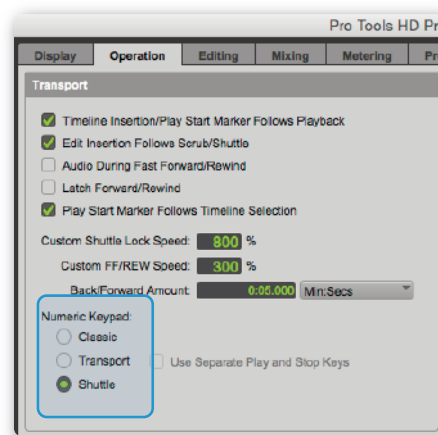 Pro Tools HD Pr
Display Operation Editing Mixing Metering Pr
Transport
Timeline Insertion/Play Start Marker Follows Playback
Edit Insertion Follows Scrub/Shuttle
Audio During Fast Forward/Rewind
Latch Forward/Rewind
Play Start Marker Follows Timeline Selection
Custom Shuttle Lock Speed: 800 %
Custom FF/REW Speed: 300 %
Back/Forward Amount: 0:05.000 Min:Secs
Numeric Keypad:
Classic
Transport Use Separate Play and Stop Keys
Shuttle